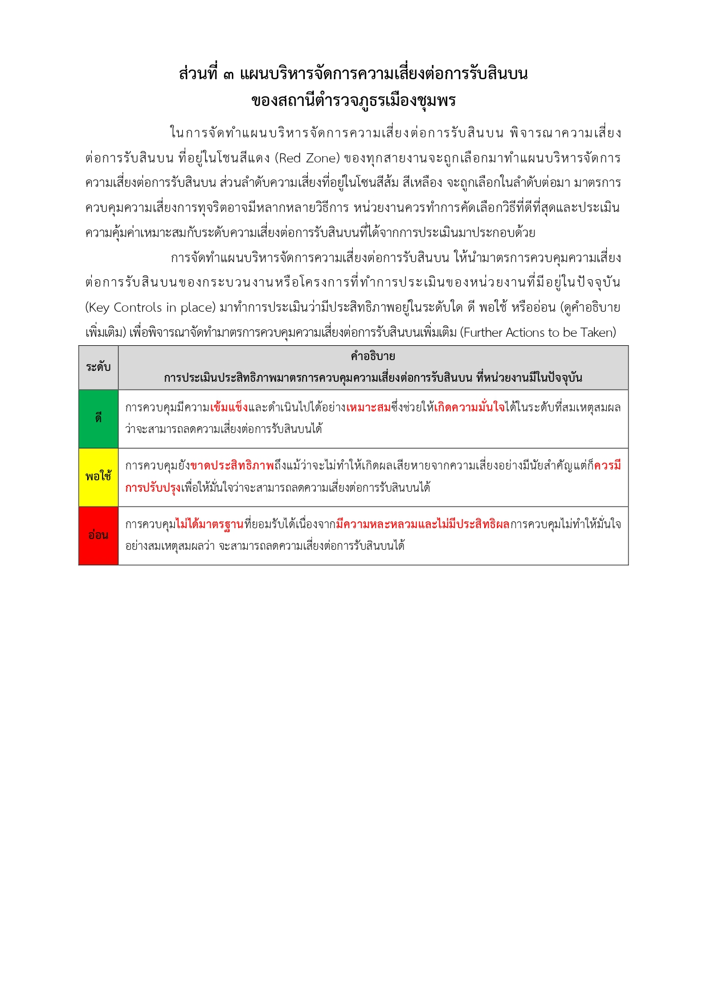 ส่วนที่ ๓ แผนบริหารจัดการความเสี่ยงต่อการรับสินบน
ของสถานีตำรวจภูธรเมืองชุมพร
ในการจัดทำแผนบริหารจัดการความเสี่ยงต่อการรับสินบน พิจารณาความเสี่ยง
ต่อการรับสินบน ที่อยู่ในโซนสีแดง (Red Zone) ของทุกสายงานจะถูกเลือกมาทำแผนบริหารจัดการ
ความเสี่ยงต่อการรับสินบน ส่วนลำดับความเสี่ยงที่อยู่ในโซนสีส้ม สีเหลือง จะถูกเลือกในลำดับต่อมา มาตรการ
ควบคุมความเสี่ยงการทุจริตอาจมีหลากหลายวิธีการ หน่วยงานควรทำการคัดเลือกวิธีที่ดีที่สุดและประเมิน
ความคุ้มค่าเหมาะสมกับระดับความเสี่ยงต่อการรับสินบนที่ได้จากการประเมินมาประกอบด้วย
การจัดทำแผนบริหารจัดการความเสี่ยงต่อการรับสินบน ให้นำมาตรการควบคุมความเสี่ยง
ต่อการรับสินบนของกระบวนงานหรือโครงการที่ทำการประเมินของหน่วยงานที่มีอยู่ในปัจจุบัน
(Key Controls in place) มาทำการประเมินว่ามีประสิทธิภาพอยู่ในระดับใด ดี พอใช้ หรืออ่อน (ดูคำอธิบาย
เพิ่มเติม) เพื่อพิจารณาจัดทำมาตรการควบคุมความเสี่ยงต่อการรับสินบนเพิ่มเติม (Further Actions to be Taken)
ระดับ
คำอธิบาย
การประเมินประสิทธิภาพมาตรการควบคุมความเสี่ยงต่อการรับสินบน ที่หน่วยงานมีในปัจจุบัน
ดี
การควบคุมมีความเข้มแข็งและดำเนินไปได้อย่างเหมาะสมซึ่งช่วยให้เกิดความมั่นใจได้ในระดับที่สมเหตุสมผล
ว่าจะสามารถลดความเสี่ยงต่อการรับสินบนได้
พอใช้
การควบคุมยังขาดประสิทธิภาพถึงแม้ว่าจะไม่ทำให้เกิดผลเสียหายจากความเสี่ยงอย่างมีนัยสำคัญแต่ก็ควรมี
การปรับปรุงเพื่อให้มั่นใจว่าจะสามารถลดความเสี่ยงต่อการรับสินบนได้
อ่อน
การควบคุมไม่ได้มาตรฐานที่ยอมรับได้เนื่องจากมีความหละหลวมและไม่มีประสิทธิผลการควบคุมไม่ทำให้มั่นใจ
อย่างสมเหตุสมผลว่า จะสามารถลดความเสี่ยงต่อการรับสินบนได้